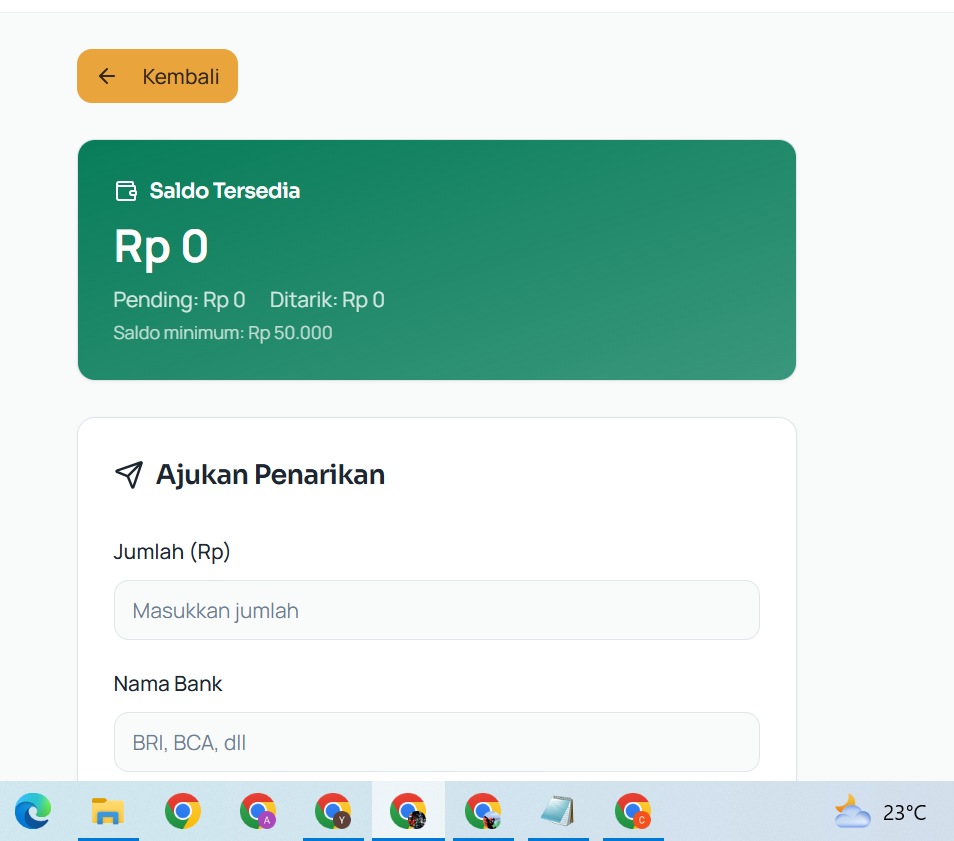 Kembali
Saldo Tersedia
Rp 0
Pending: Rp 0 Ditarik: Rp 0
Saldo minimum: Rp 50.000
Ajukan Penarikan
Jumlah (Rp)
Masukkan jumlah
Nama Bank
BRI, BCA, dll
A
Y
C
23°C